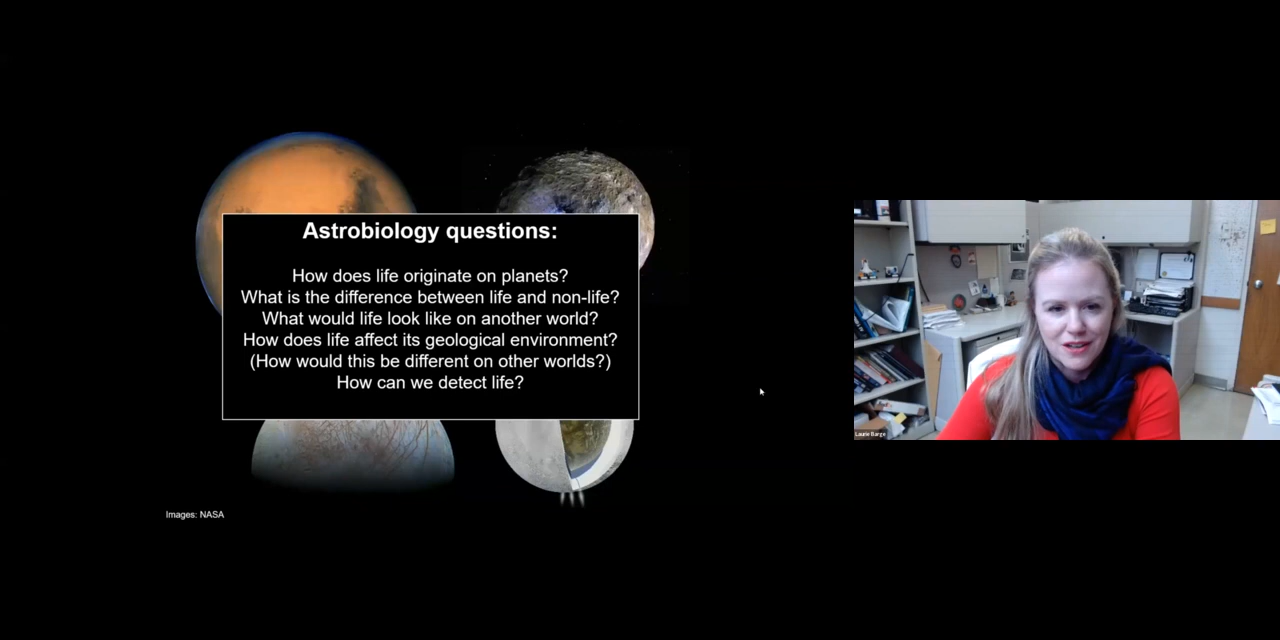 Astrobiology questions:
How does life originate on planets?
What is the difference between life and non-life?
What would life look like on another world?
How does life affect its geological environment?
(How would this be different on other worlds?)
How can we detect life?
Images: NASA
Laurie Barge